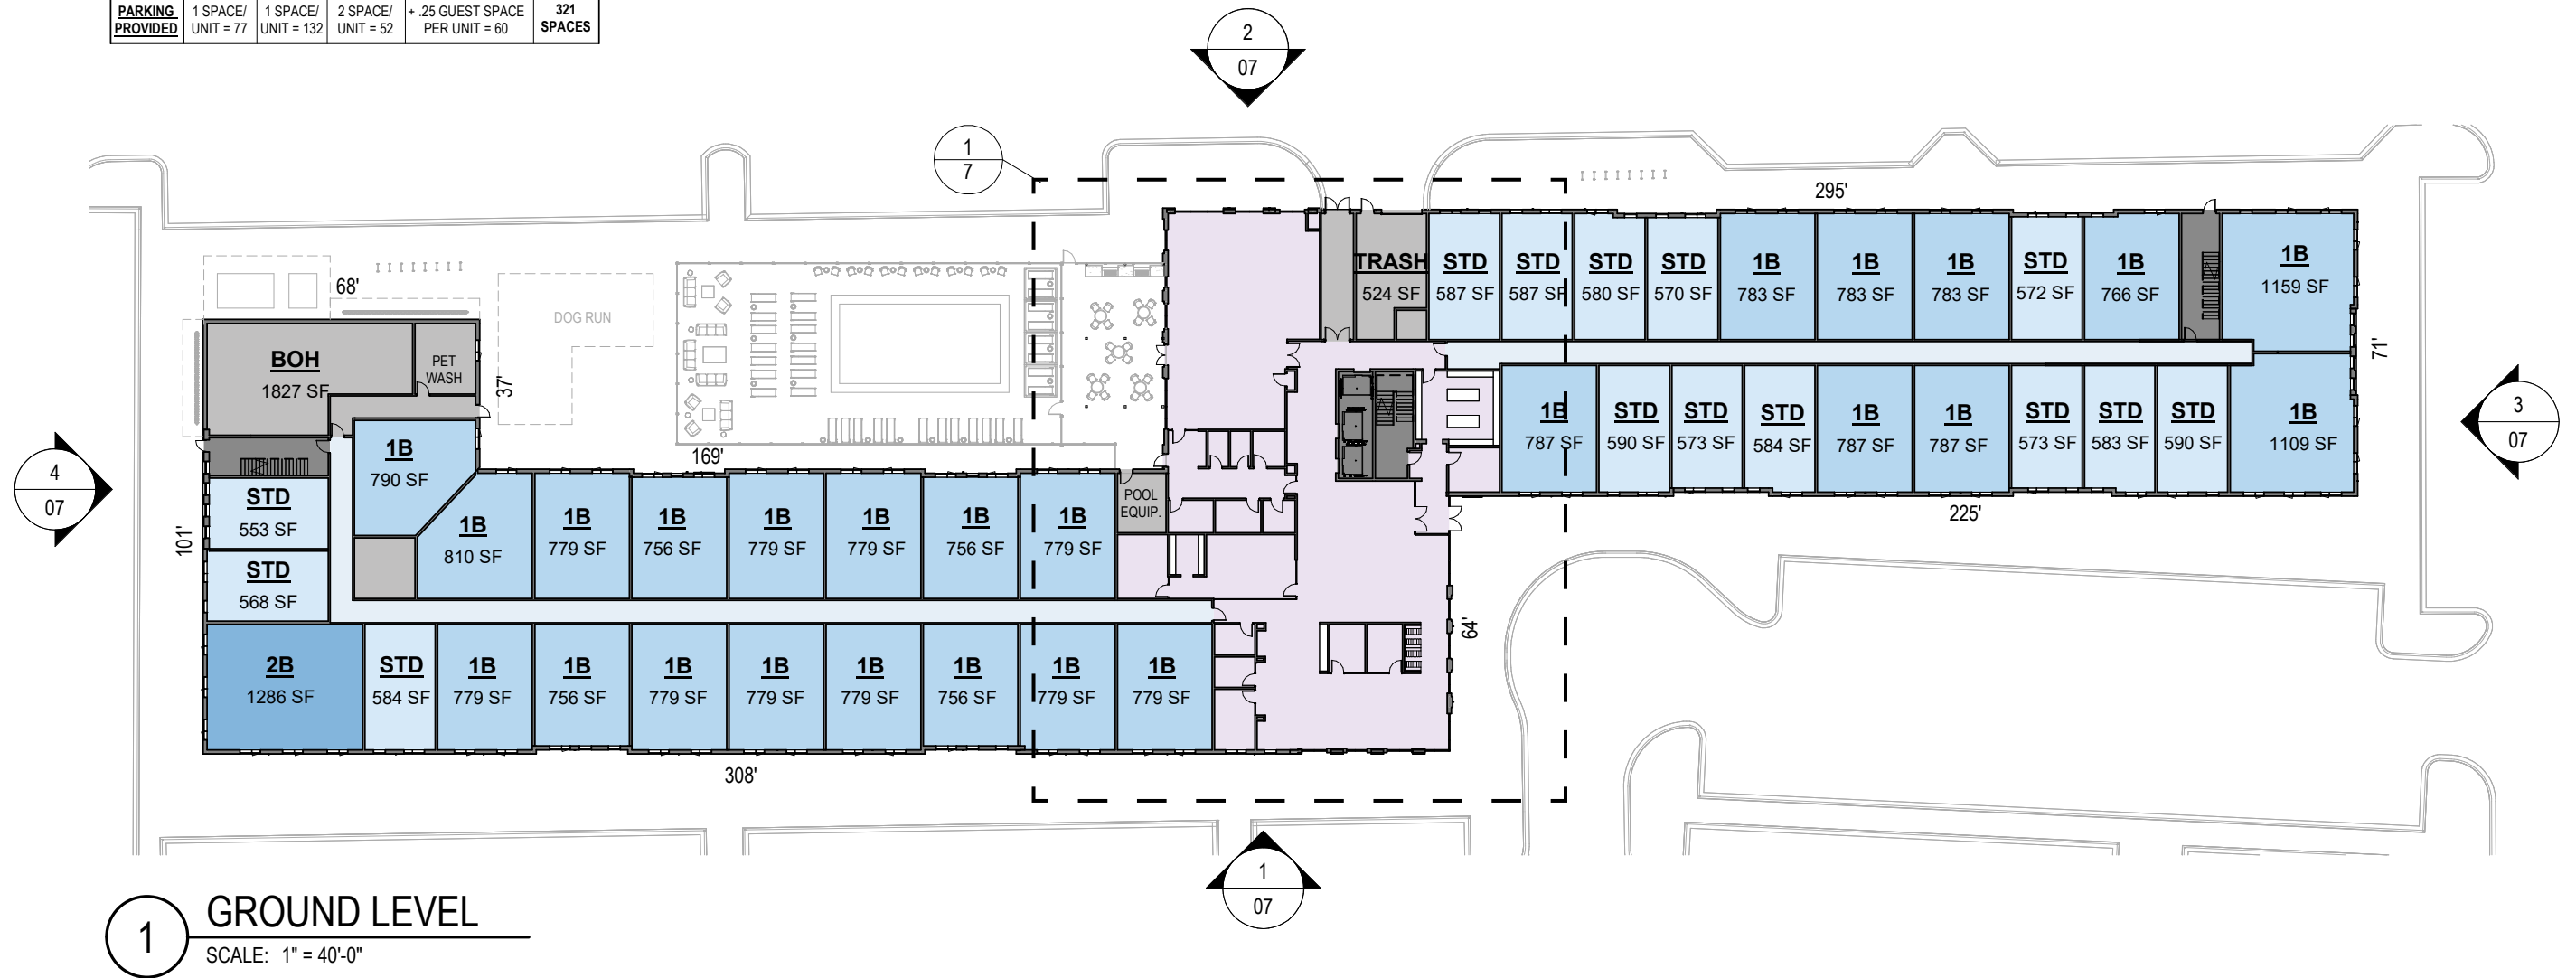 PARKING PROVIDED
1 SPACE/ UNIT = 77
1 SPACE/ UNIT = 132
2 SPACE/ UNIT = 52
+ .25 GUEST SPACE PER UNIT = 60
321 SPACES
2
07
1
7
295'
68'
DOG RUN
TRASH
524 SF
STD
587 SF
STD
587 SF
STD
580 SF
STD
570 SF
1B
783 SF
1B
783 SF
1B
783 SF
STD
572 SF
1B
766 SF
1B
1159 SF
BOH
1827 SF
PET
WASH
37'
71'
1B
787 SF
STD
590 SF
STD
573 SF
STD
584 SF
1B
787 SF
1B
787 SF
STD
573 SF
STD
583 SF
STD
590 SF
1B
1109 SF
3
07
4
07
169'
225'
1B
790 SF
STD
553 SF
101'
STD
568 SF
1B
810 SF
1B
779 SF
1B
756 SF
1B
779 SF
1B
779 SF
1B
756 SF
1B
779 SF
POOL
EQUIP.
64'
2B
1286 SF
STD
584 SF
1B
779 SF
1B
756 SF
1B
779 SF
1B
779 SF
1B
779 SF
1B
756 SF
1B
779 SF
1B
779 SF
308'
1
07
1
GROUND LEVEL
SCALE: 1" = 40'-0"